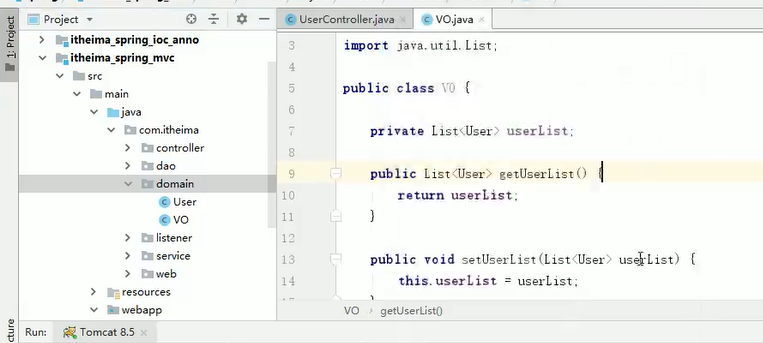 Project
UserController.java
VO.java
1: Project
itheima_spring_ioc_anno
itheima_spring_mvc
src
main
java
com.itheima
controller
dao
domain
User
VO
listener
service
web
resources
webapp
3 import java.util.List;
4
5 public class VO {
6
7 private List<User> userList;
8
9 public List<User> getUserList() {
10 return userList;
11 }
12
13 public void setUserList(List<User> userList) {
14 this.userList = userList;
VO › getUserList()
cture
Run: Tomcat 8.5